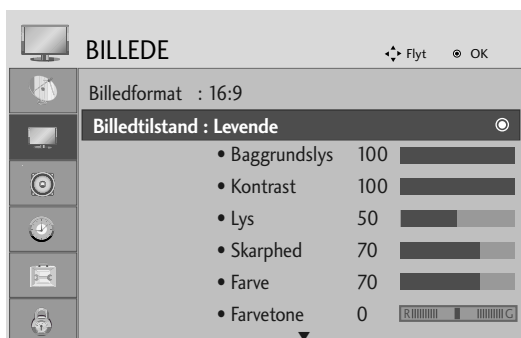 BILLEDE
Flyt OK
Billedformat : 16:9
Billedtilstand : Levende
• Baggrundslys 100
• Kontrast 100
• Lys 50
• Skarphed 70
• Farve 70
• Farvetone 0 R G